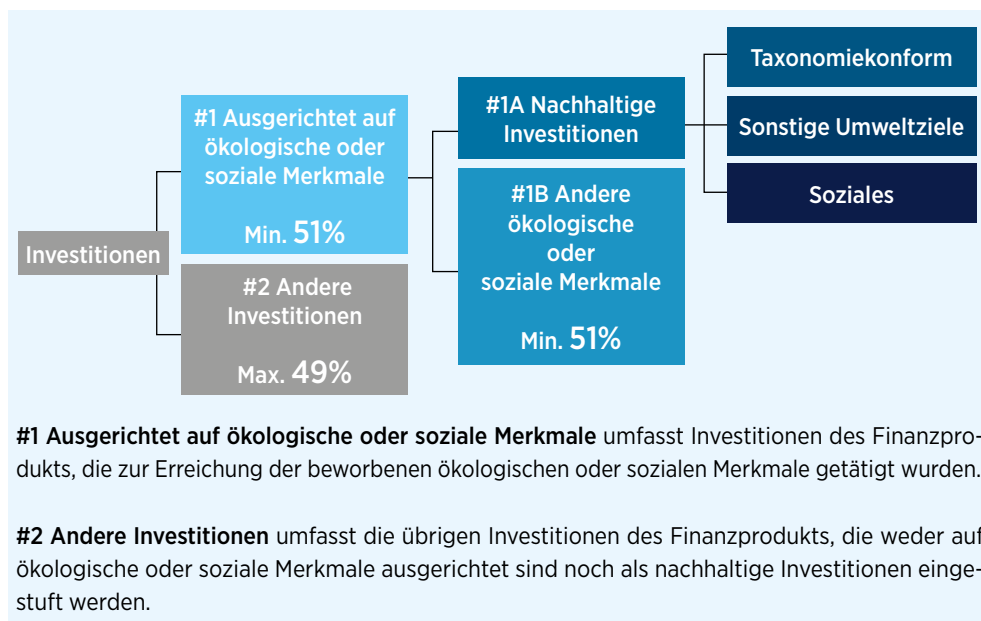 Investitionen
#1 Ausgerichtet auf
ökologische oder
soziale Merkmale
Min. 51%
#2 Andere
Investitionen
Max. 49%
#1A Nachhaltige
Investitionen
#1B Andere
ökologische
oder
soziale Merkmale
Min. 51%
Taxonomiekonform
Sonstige Umweltziele
Soziales
#1 Ausgerichtet auf ökologische oder soziale Merkmale umfasst Investitionen des Finanzpro-
dukts, die zur Erreichung der beworbenen ökologischen oder sozialen Merkmale getätigt wurden.
#2 Andere Investitionen umfasst die übrigen Investitionen des Finanzprodukts, die weder auf
ökologische oder soziale Merkmale ausgerichtet sind noch als nachhaltige Investitionen einge-
stuft werden.